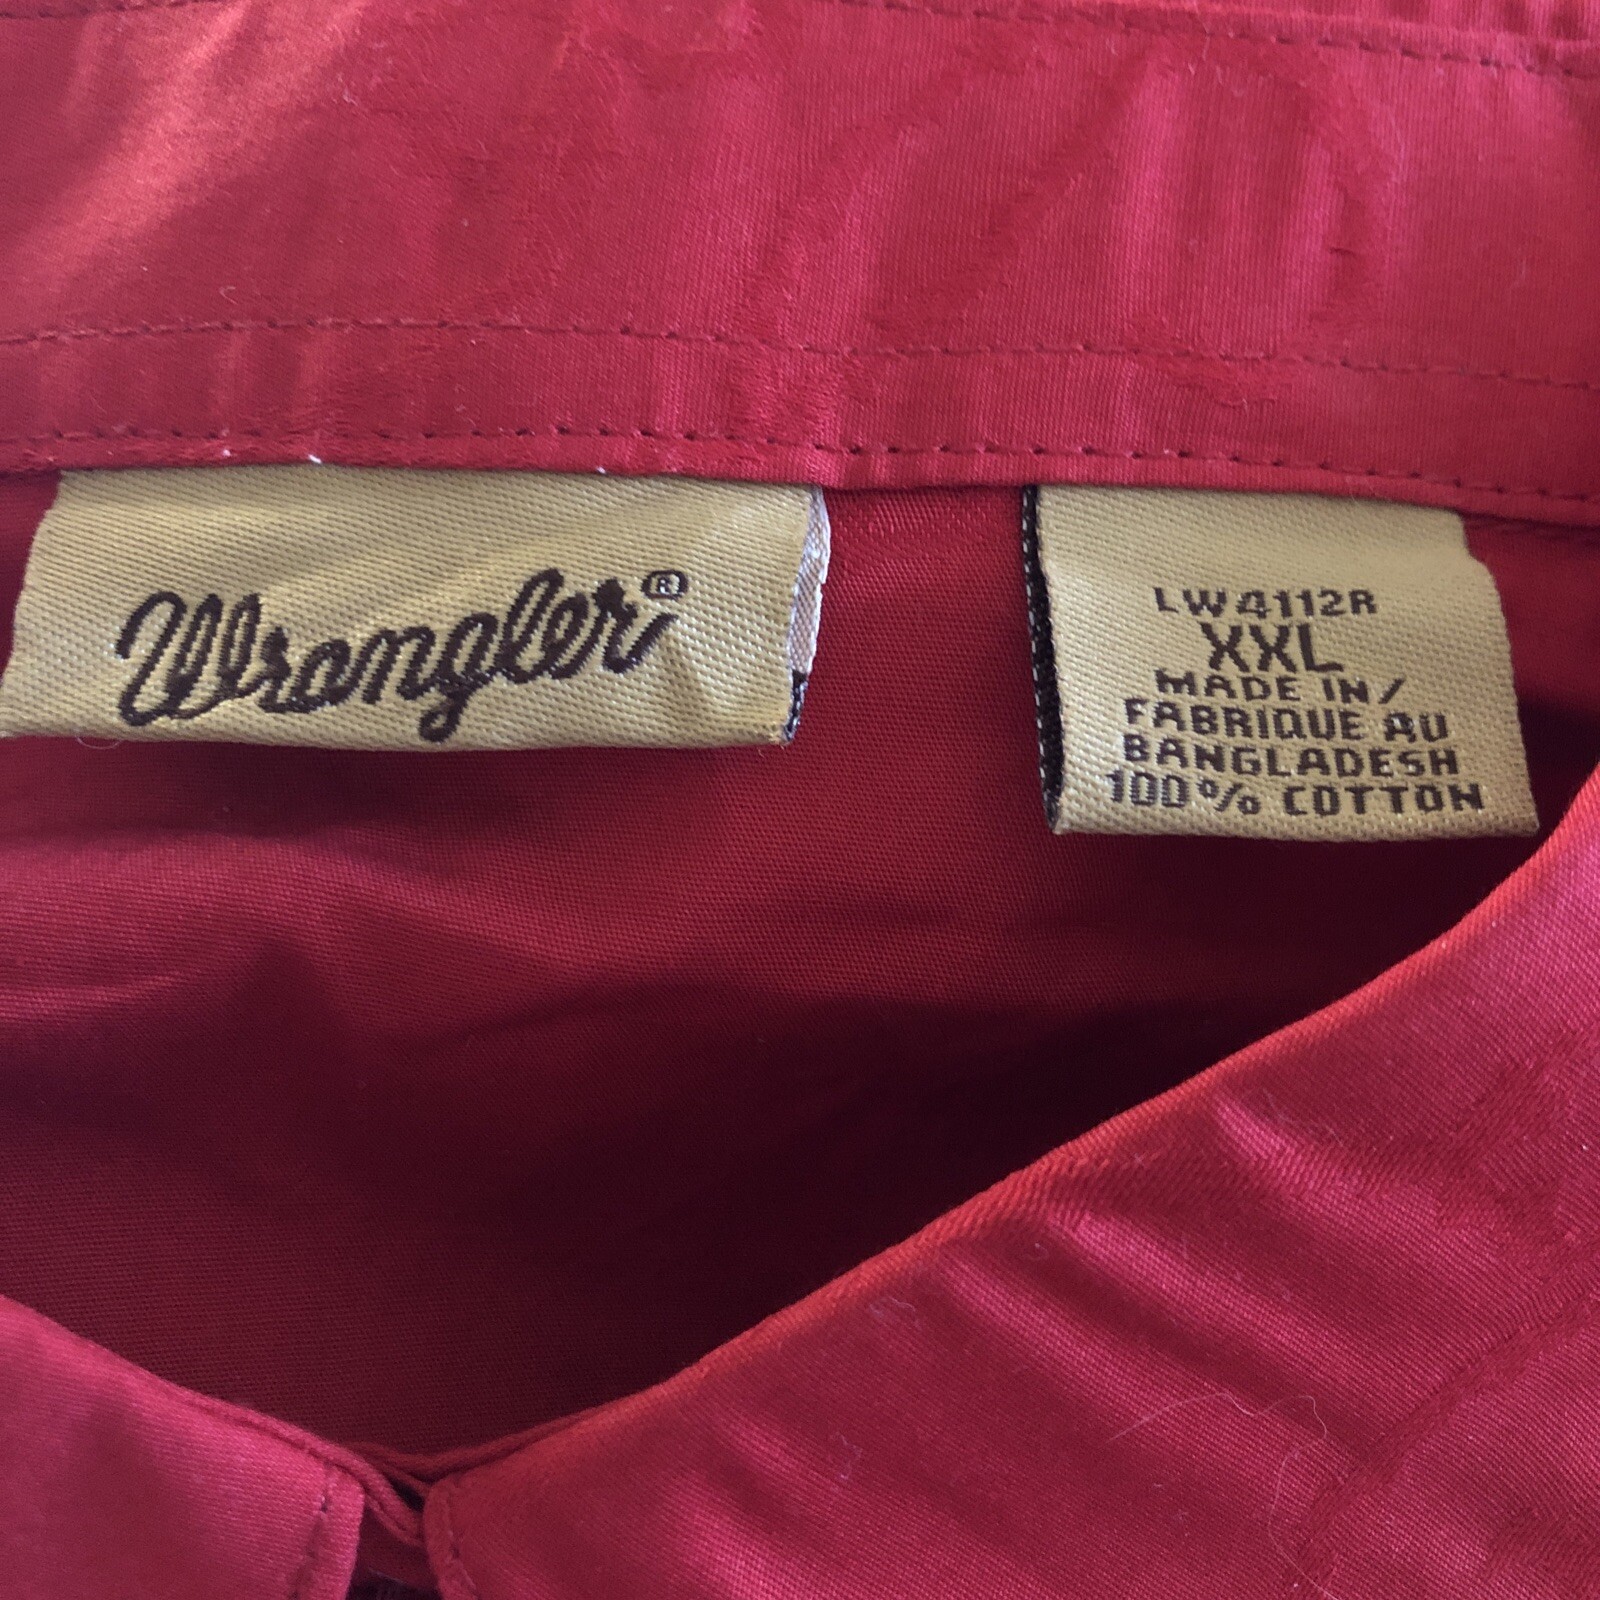 Wrangler®
LW4112R
XXL
MADE IN/
FABRIQUE AU
BANGLADESH
100% COTTON